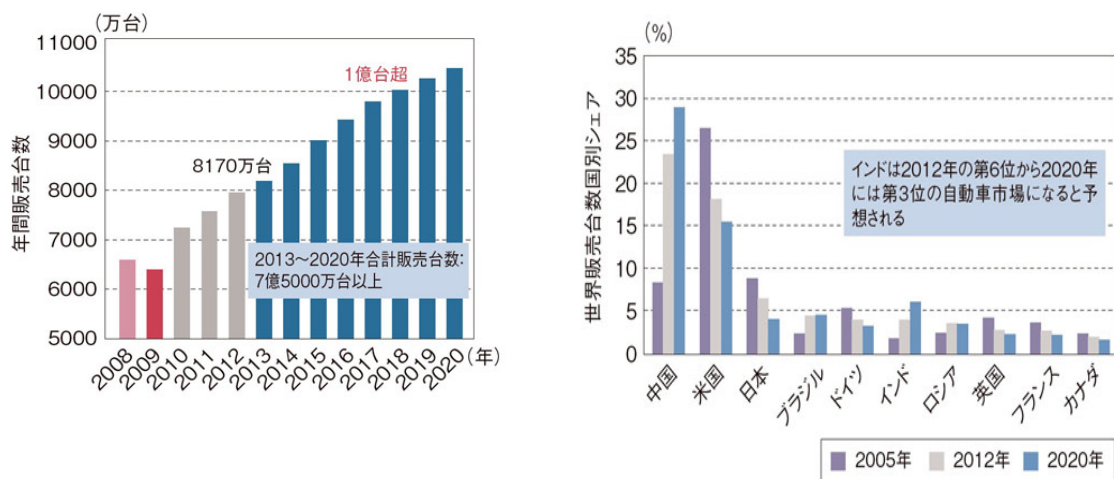 (万台)
11000
10000
9000
8000
7000
6000
5000
年間販売台数
1億台超
8170万台
2013~2020年合計販売台数:
7億5000万台以上
2008
2009
2010
2011
2012
2013
2014
2015
2016
2017
2018
2019
2020
(年)
(%)
35
30
25
20
15
10
5
0
世界販売台数国別シェア
インドは2012年の第6位から2020年
には第3位の自動車市場になると予
想される
中国
米国
日本
ブラジル
ドイツ
インド
ロシア
英国
フランス
カナダ
2005年
2012年
2020年